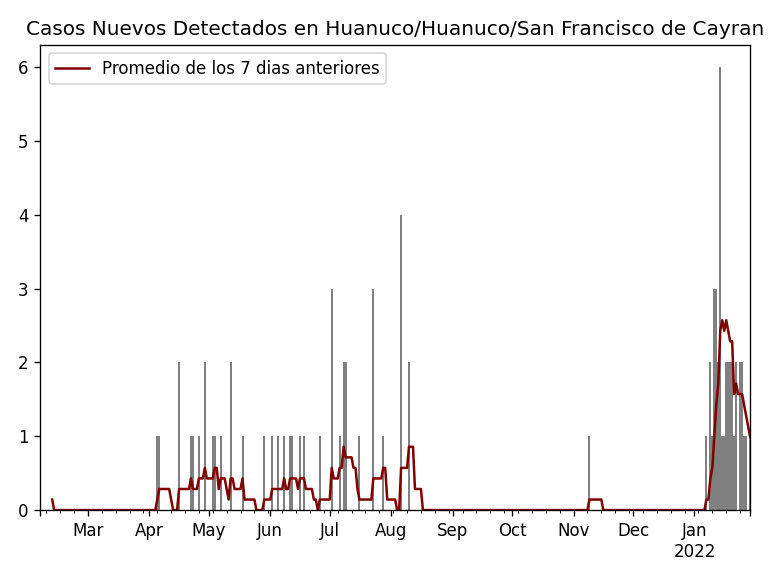 Casos Nuevos Detectados en Huanuco/Huanuco/San Francisco de Cayran
Promedio de los 7 dias anteriores
6
5
4
3
2
1
0
Mar Apr May Jun Jul Aug Sep Oct Nov Dec Jan
2022